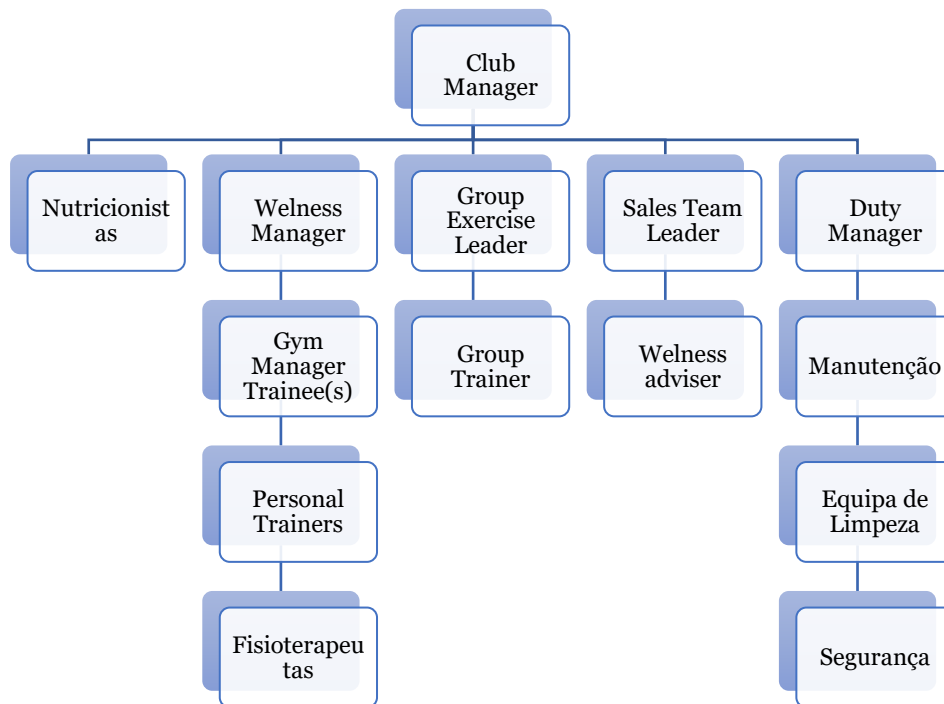 Club
Manager
Nutricionist
as
Welness
Manager
Group
Exercise
Leader
Sales Team
Leader
Duty
Manager
Gym
Manager
Trainee(s)
Group
Trainer
Welness
adviser
Manutenção
Personal
Trainers
Equipa de
Limpeza
Fisioterapeu
tas
Segurança